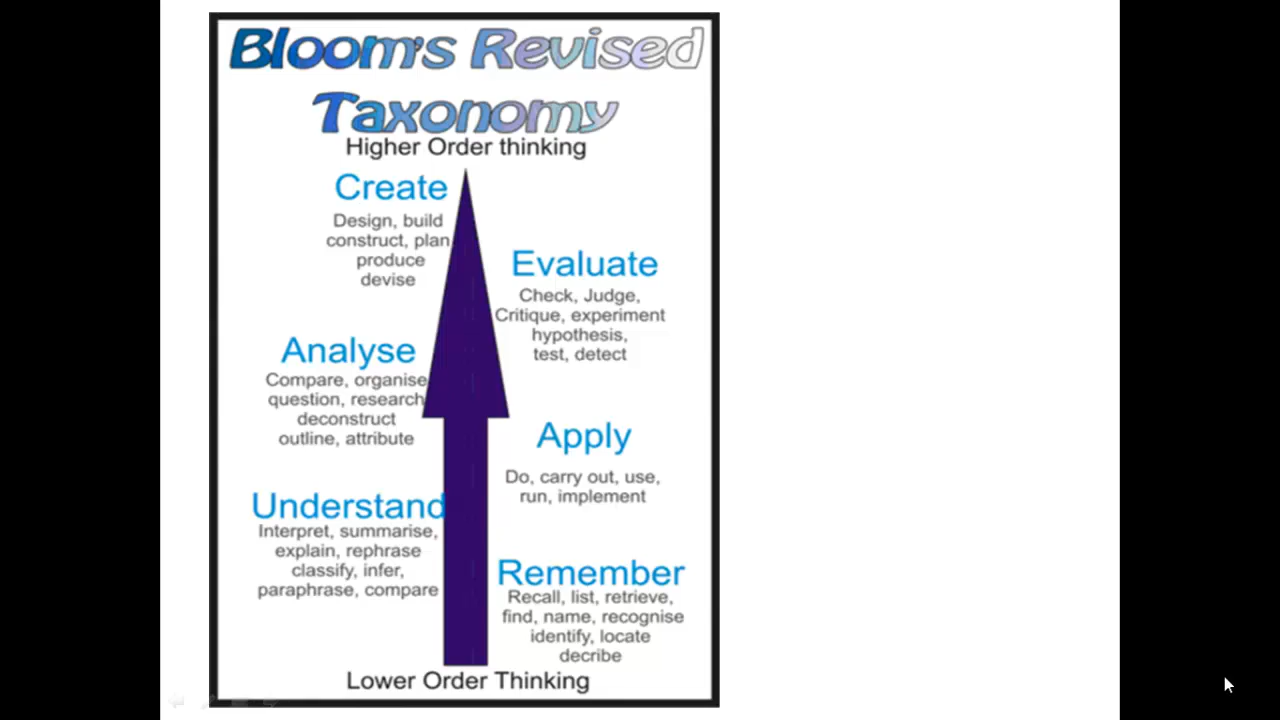 Bloom's Revised
Taxonomy
Higher Order thinking
Create
Design, build
construct, plan
produce
devise
Evaluate
Check, Judge,
Critique, experiment
hypothesis,
test, detect
Analyse
Compare, organise
question, research
deconstruct
outline, attribute
Apply
Do, carry out, use,
run, implement
Understand
Interpret, summarise,
explain, rephrase
classify, infer,
paraphrase, compare
Remember
Recall, list, retrieve,
find, name, recognise
identify, locate
decribe
Lower Order Thinking